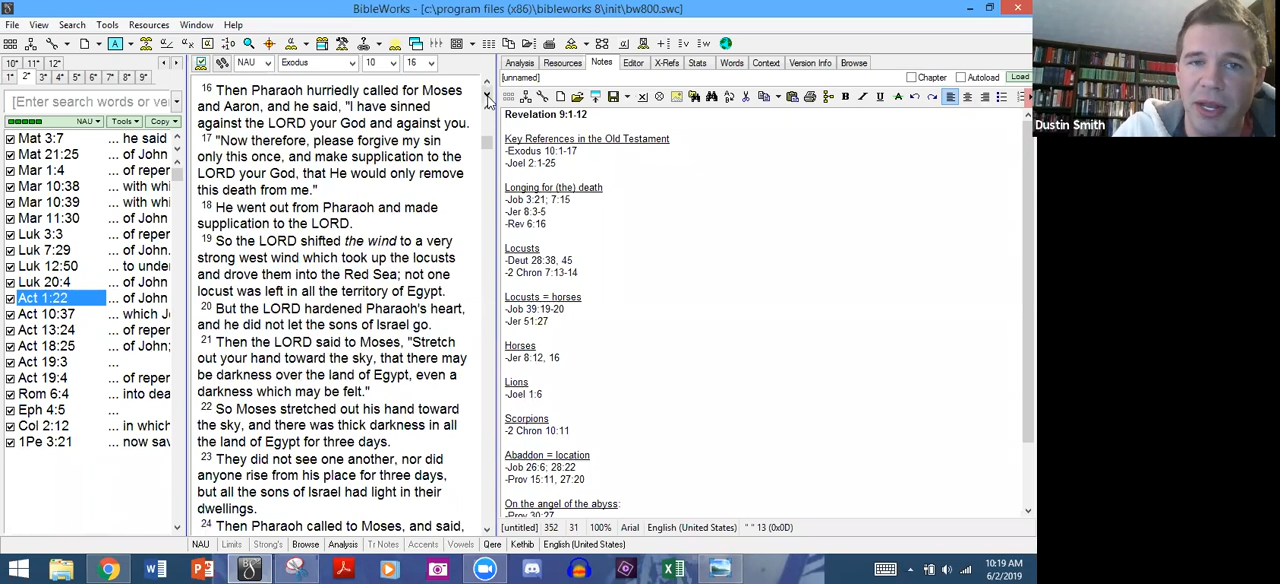 BibleWorks - [c:\program files (x86)\bibleworks 8\init\bw800.swc]
File View Search Tools Resources Window Help
10° 11° 12°
1° 2° 3° 4° 5° 6° 7° 8° 9°
[Enter search words or ver
NAU Tools Copy
Mat 3:7 ... he said
Mat 21:25 ... of John
Mar 1:4 ... of reper
Mar 10:38 ... with whi
Mar 10:39 ... with whi
Mar 11:30 ... of John
Luk 3:3 ... of reper
Luk 7:29 ... of John.
Luk 12:50 ... to under
Luk 20:4 ... of John
Act 1:22 ... of John
Act 10:37 ... which J
Act 13:24 ... of reper
Act 18:25 ... of John;
Act 19:3 ...
Act 19:4 ... of reper
Rom 6:4 ... into dea
Eph 4:5 ...
Col 2:12 ... in which
1Pe 3:21 ... now sav
NAU Exodus 10 16
16 Then Pharaoh hurriedly called for Moses
and Aaron, and he said, "I have sinned
against the LORD your God and against you.
17 "Now therefore, please forgive my sin
only this once, and make supplication to the
LORD your God, that He would only remove
this death from me."
18 He went out from Pharaoh and made
supplication to the LORD.
19 So the LORD shifted the wind to a very
strong west wind which took up the locusts
and drove them into the Red Sea; not one
locust was left in all the territory of Egypt.
20 But the LORD hardened Pharaoh's heart,
and he did not let the sons of Israel go.
21 Then the LORD said to Moses, "Stretch
out your hand toward the sky, that there may
be darkness over the land of Egypt, even a
darkness which may be felt."
22 So Moses stretched out his hand toward
the sky, and there was thick darkness in all
the land of Egypt for three days.
23 They did not see one another, nor did
anyone rise from his place for three days,
but all the sons of Israel had light in their
dwellings.
24 Then Pharaoh called to Moses, and said,
Analysis Resources Notes Editor X-Refs Stats Words Context Version Info Browse
[unnamed] Chapter Autoload Load
Revelation 9:1-12
Key References in the Old Testament
-Exodus 10:1-17
-Joel 2:1-25
Longing for (the) death
-Job 3:21; 7:15
-Jer 8:3-5
-Rev 6:16
Locusts
-Deut 28:38, 45
-2 Chron 7:13-14
Locusts = horses
-Job 39:19-20
-Jer 51:27
Horses
-Jer 8:12, 16
Lions
-Joel 1:6
Scorpions
-2 Chron 10:11
Abaddon = location
-Job 26:6; 28:22
-Prov 15:11, 27:20
On the angel of the abyss:
-Prov 30:27
[untitled] 352 31 100% Arial English (United States) " " 13 (0x0D)
NAU Limits Strong's Browse Analysis Tr Notes Accents Vowels Qere Kethib English (United States)
Dustin Smith
10:19 AM
6/2/2019